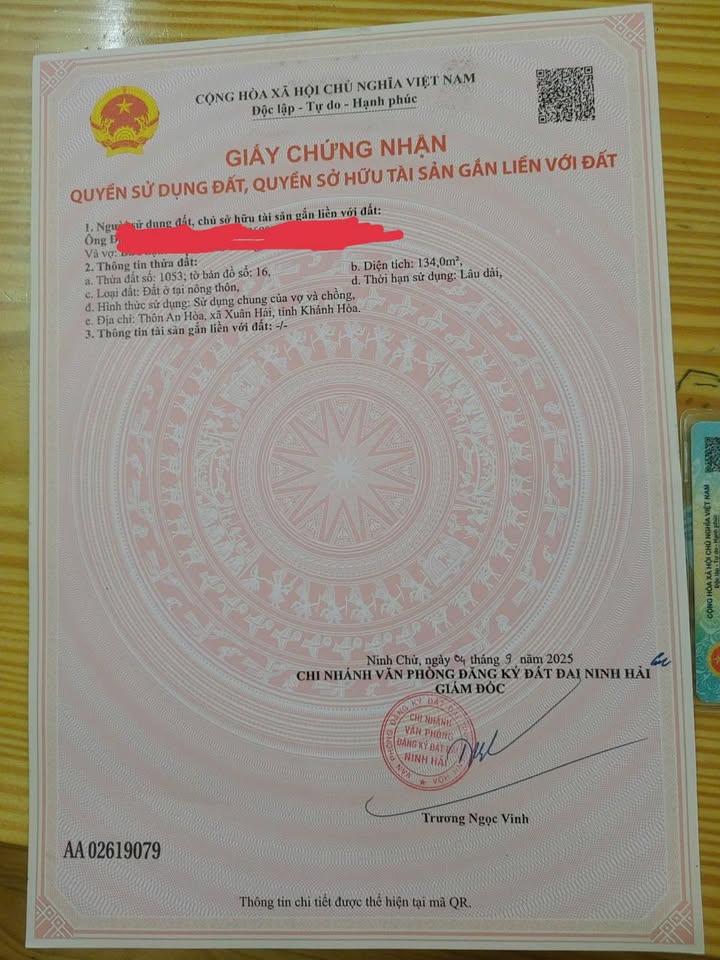 CỘNG HÒA XÃ HỘI CHỦ NGHĨA VIỆT NAM
Độc lập - Tự do - Hạnh phúc
GIẤY CHỨNG NHẬN
QUYỀN SỬ DỤNG ĐẤT, QUYỀN SỞ HỮU TÀI SẢN GẮN LIỀN VỚI ĐẤT
1. Người sử dụng đất, chủ sở hữu tài sản gắn liền với đất:
Ông
Và vợ:
2. Thông tin thửa đất:
a. Thửa đất số: 1053; tờ bản đồ số: 16, b. Diện tích: 134,0m²,
c. Loại đất: Đất ở tại nông thôn, d. Thời hạn sử dụng: Lâu dài,
đ. Hình thức sử dụng: Sử dụng chung của vợ và chồng,
e. Địa chỉ: Thôn An Hòa, xã Xuân Hải, tỉnh Khánh Hòa.
3. Thông tin tài sản gắn liền với đất: -/-
Ninh Chử, ngày 04 tháng 9 năm 2025
CHI NHÁNH VĂN PHÒNG ĐĂNG KÝ ĐẤT ĐAI NINH HẢI
GIÁM ĐỐC
CHI NHÁNH
VĂN PHÒNG
ĐĂNG KÝ ĐẤT ĐAI
NINH HẢI
Trương Ngọc Vinh
AA 02619079
Thông tin chi tiết được thể hiện tại mã QR.
CỘNG HÒA XÃ HỘI CHỦ NGHĨA VIỆT NAM
Độc lập - Tự do - Hạnh phúc